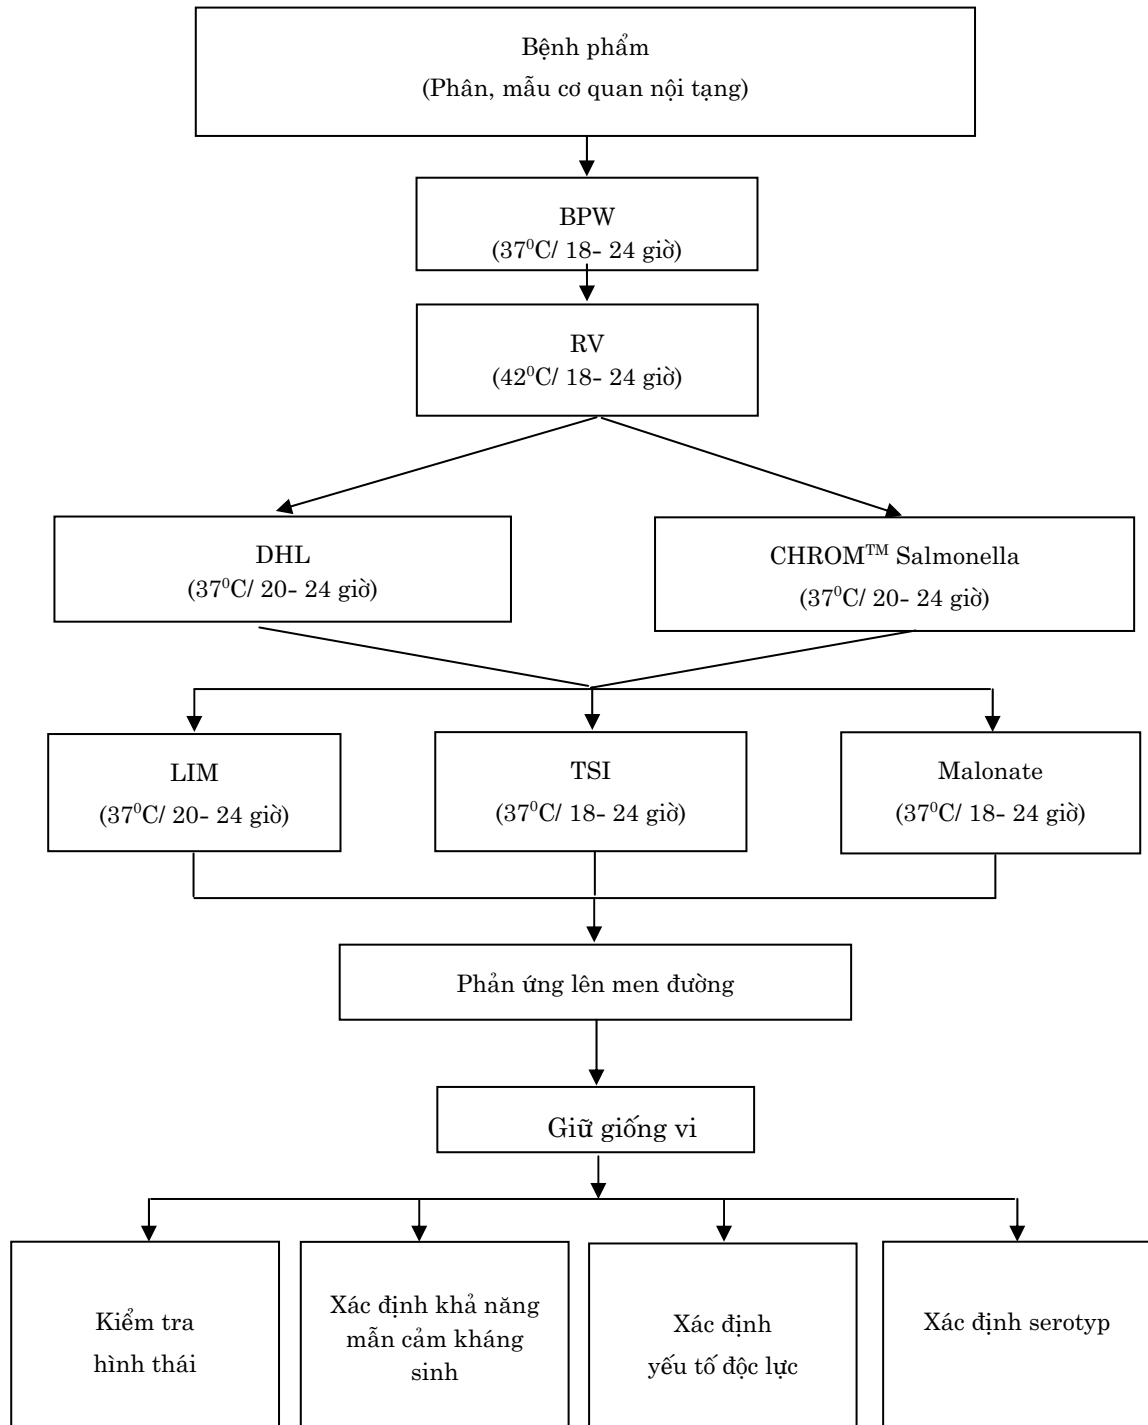 Bệnh phẩm
(Phân, mẫu cơ quan nội tạng)
BPW
(37⁰C/ 18- 24 giờ)
RV
(42⁰C/ 18- 24 giờ)
DHL
(37⁰C/ 20- 24 giờ)
CHROM™ Salmonella
(37⁰C/ 20- 24 giờ)
LIM
(37⁰C/ 20- 24 giờ)
TSI
(37⁰C/ 18- 24 giờ)
Malonate
(37⁰C/ 18- 24 giờ)
Phản ứng lên men đường
Giữ giống vi
Kiểm tra
hình thái
Xác định khả năng
mẫn cảm kháng
sinh
Xác định
yếu tố độc lực
Xác định serotyp